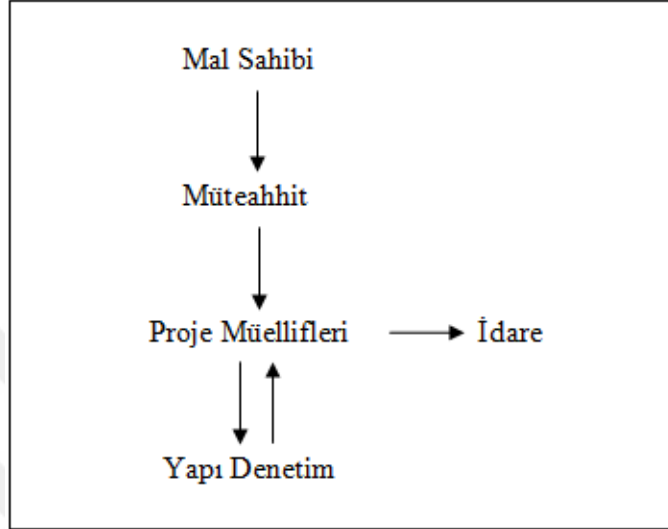 Mal Sahibi
Müteahhit
Proje Müellifleri
İdare
Yapı Denetim